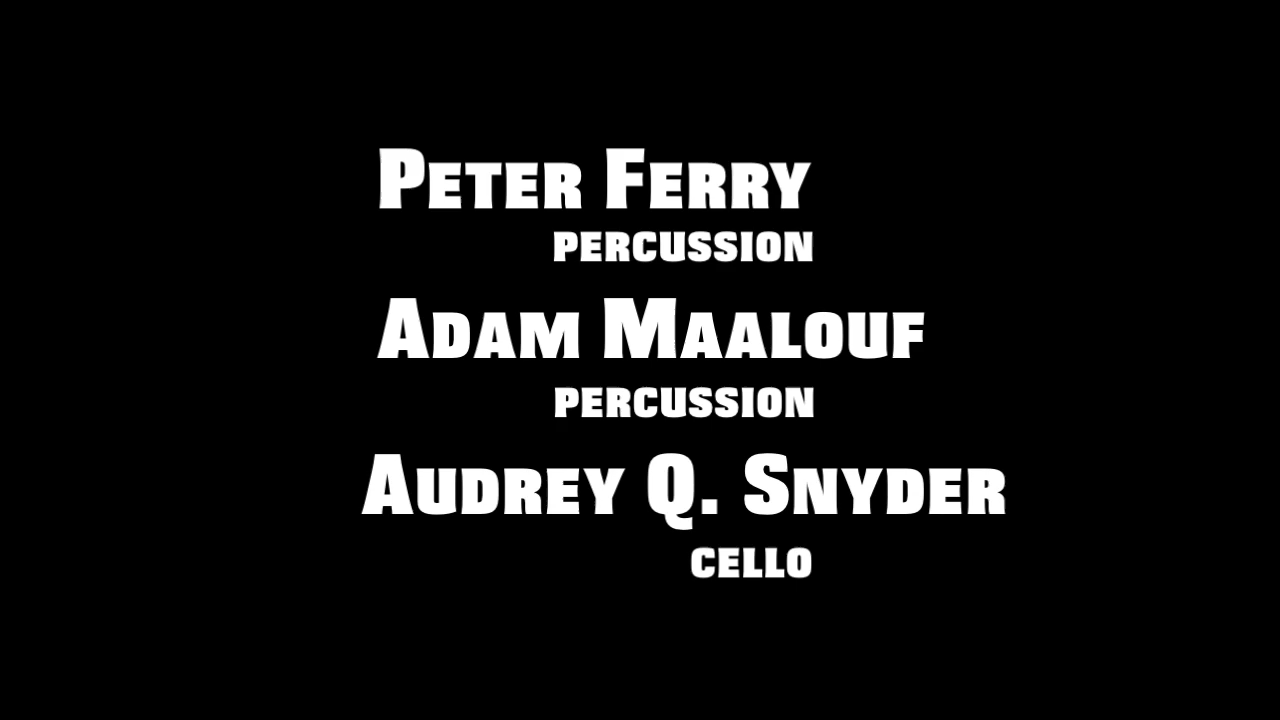 Peter Ferry
percussion
Adam Maalouf
percussion
Audrey Q. Snyder
cello